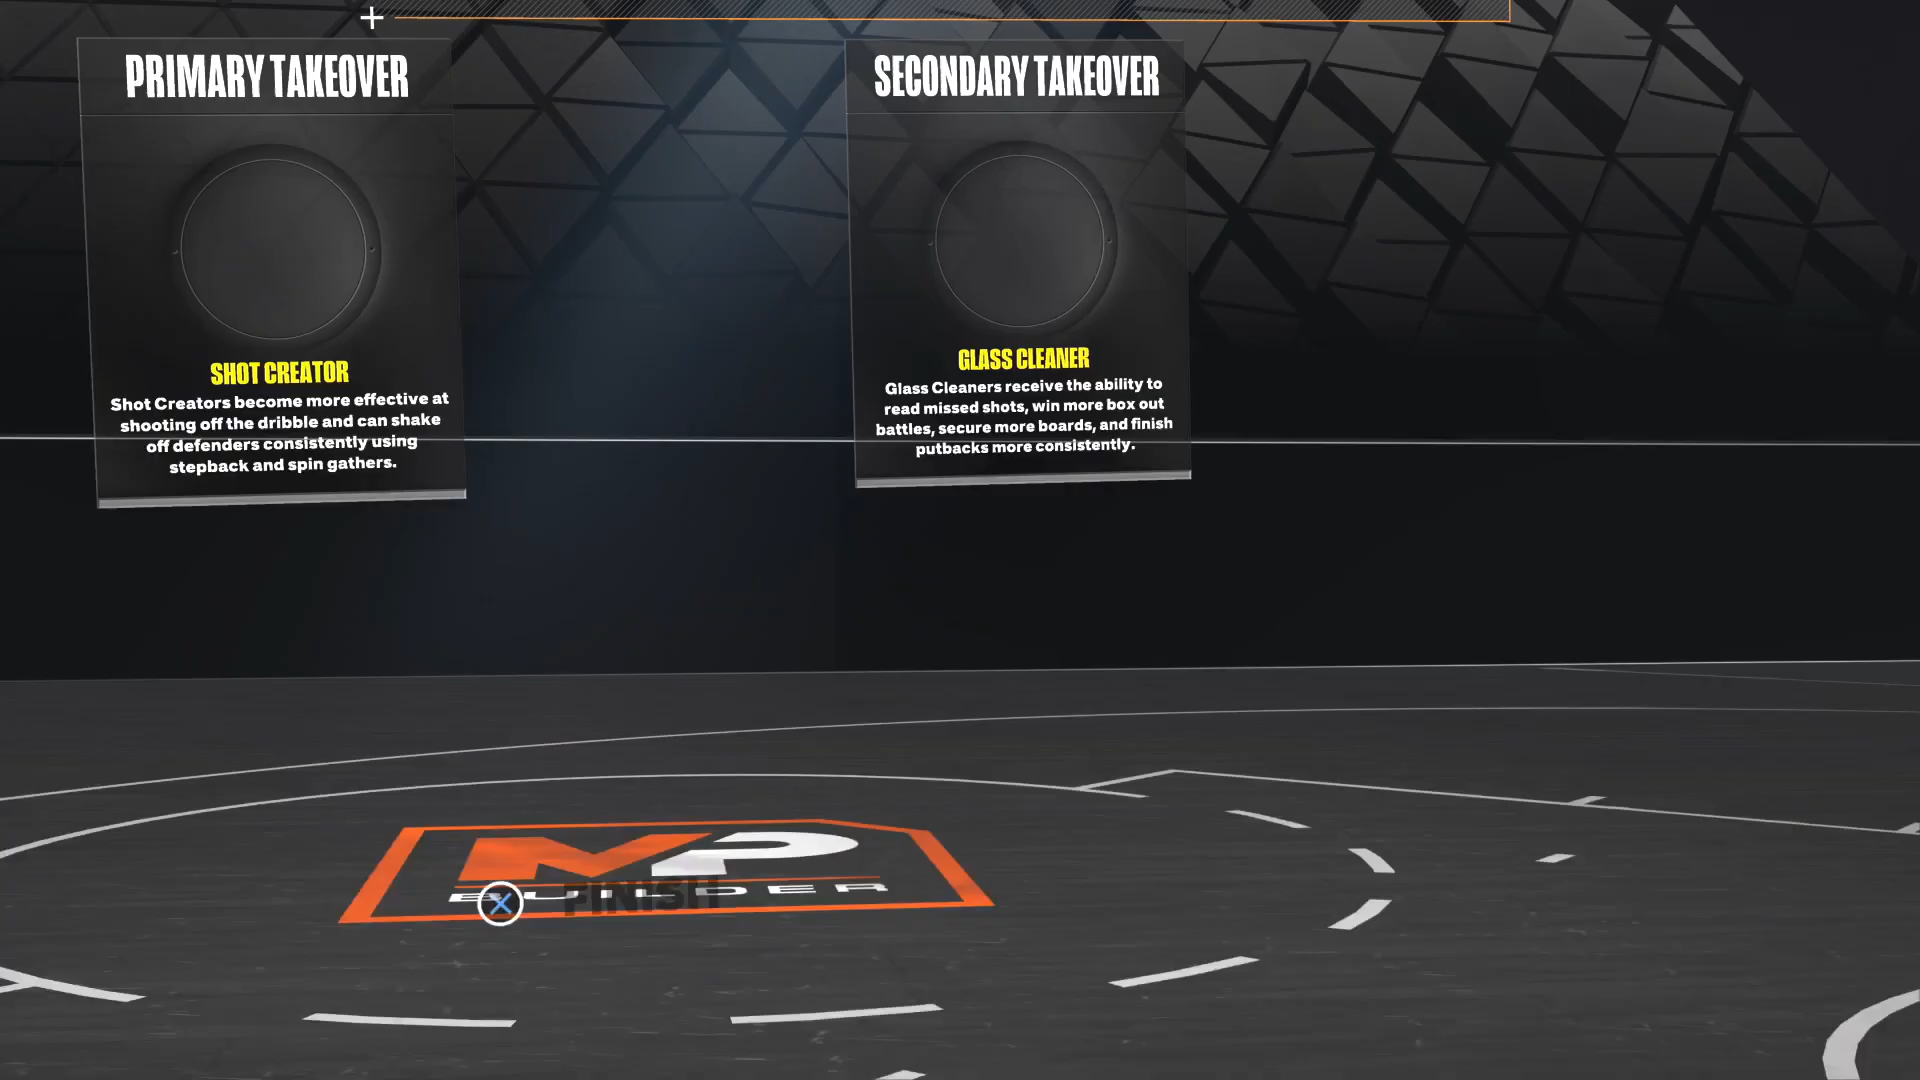 PRIMARY TAKEOVER
SHOT CREATOR
Shot Creators become more effective at
shooting off the dribble and can shake
off defenders consistently using
stepback and spin gathers.
SECONDARY TAKEOVER
GLASS CLEANER
Glass Cleaners receive the ability to
read missed shots, win more box out
battles, secure more boards, and finish
putbacks more consistently.
MP
BUILDER
FINISH